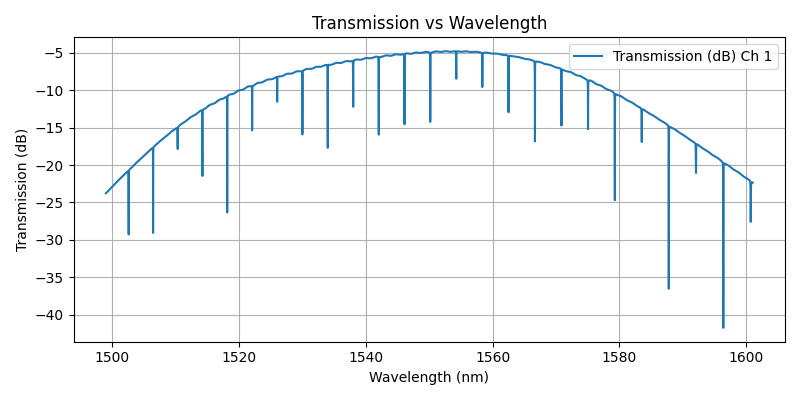 Transmission vs Wavelength
Transmission (dB) Ch 1
Transmission (dB)
−5
−10
−15
−20
−25
−30
−35
−40
1500 1520 1540 1560 1580 1600
Wavelength (nm)